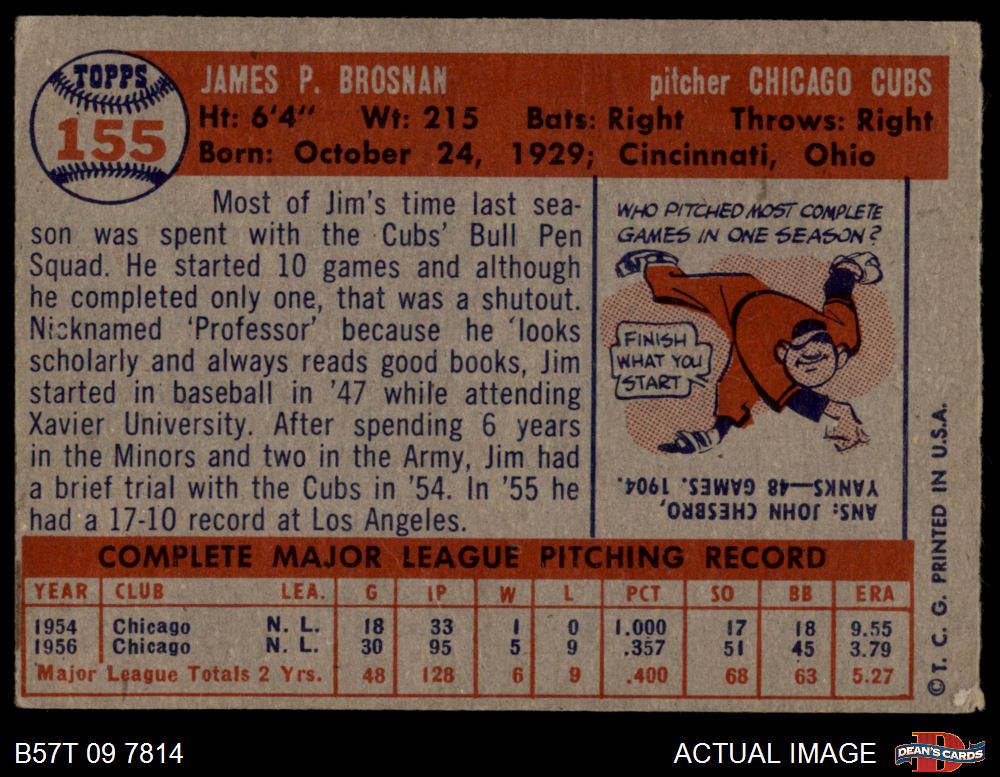 TOPPS
155
JAMES P. BROSNAN pitcher CHICAGO CUBS
Ht: 6'4" Wt: 215 Bats: Right Throws: Right
Born: October 24, 1929; Cincinnati, Ohio
Most of Jim's time last sea-
son was spent with the Cubs' Bull Pen
Squad. He started 10 games and although
he completed only one, that was a shutout.
Nicknamed 'Professor' because he 'looks
scholarly and always reads good books, Jim
started in baseball in '47 while attending
Xavier University. After spending 6 years
in the Minors and two in the Army, Jim had
a brief trial with the Cubs in '54. In '55 he
had a 17-10 record at Los Angeles.
WHO PITCHED MOST COMPLETE
GAMES IN ONE SEASON?
FINISH
WHAT YOU
START
ANS: JOHN CHESBRO,
YANKS—48 GAMES. 1904.
COMPLETE MAJOR LEAGUE PITCHING RECORD
YEAR CLUB LEA. G IP W L PCT SO BB ERA
1954 Chicago N. L. 18 33 1 0 1.000 17 18 9.55
1956 Chicago N. L. 30 95 5 9 .357 51 45 3.79
Major League Totals 2 Yrs. 48 128 6 9 .400 68 63 5.27
© T. C. G. PRINTED IN U.S.A.
B57T 09 7814 ACTUAL IMAGE
D
DEAN'S CARDS